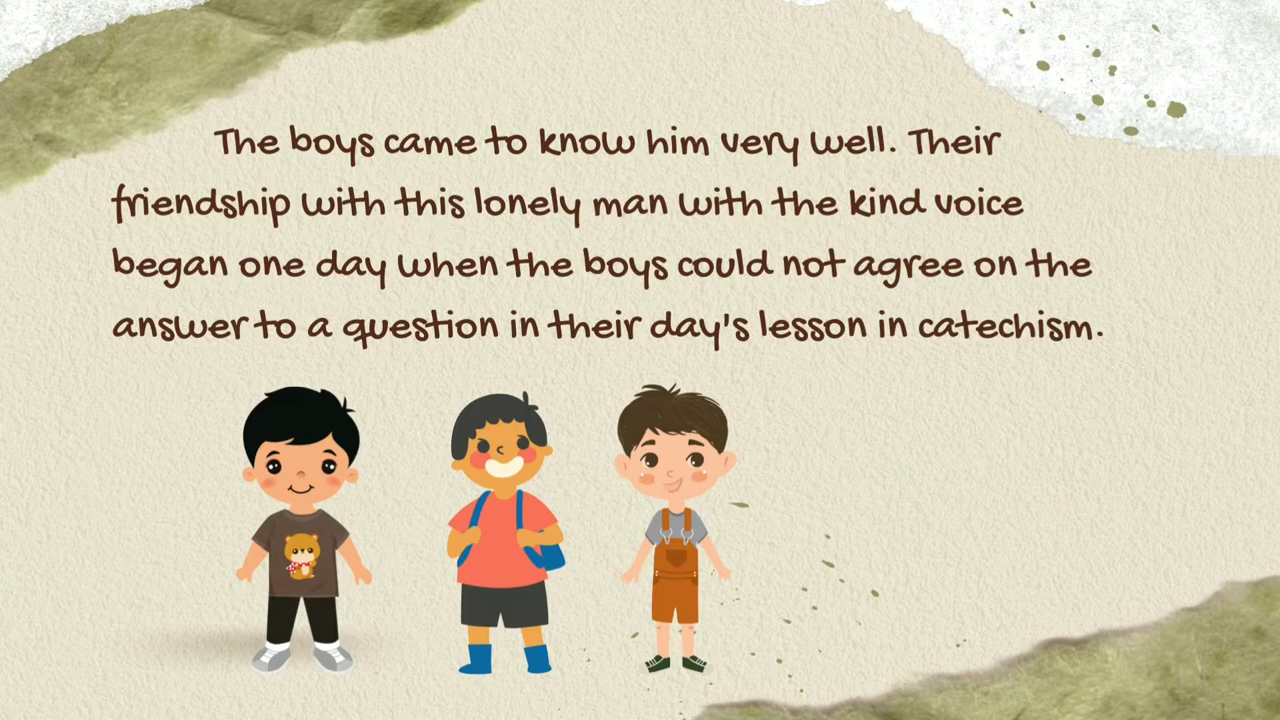 The boys came to know him very well. Their
friendship with this lonely man with the kind voice
began one day when the boys could not agree on the
answer to a question in their day's lesson in catechism.